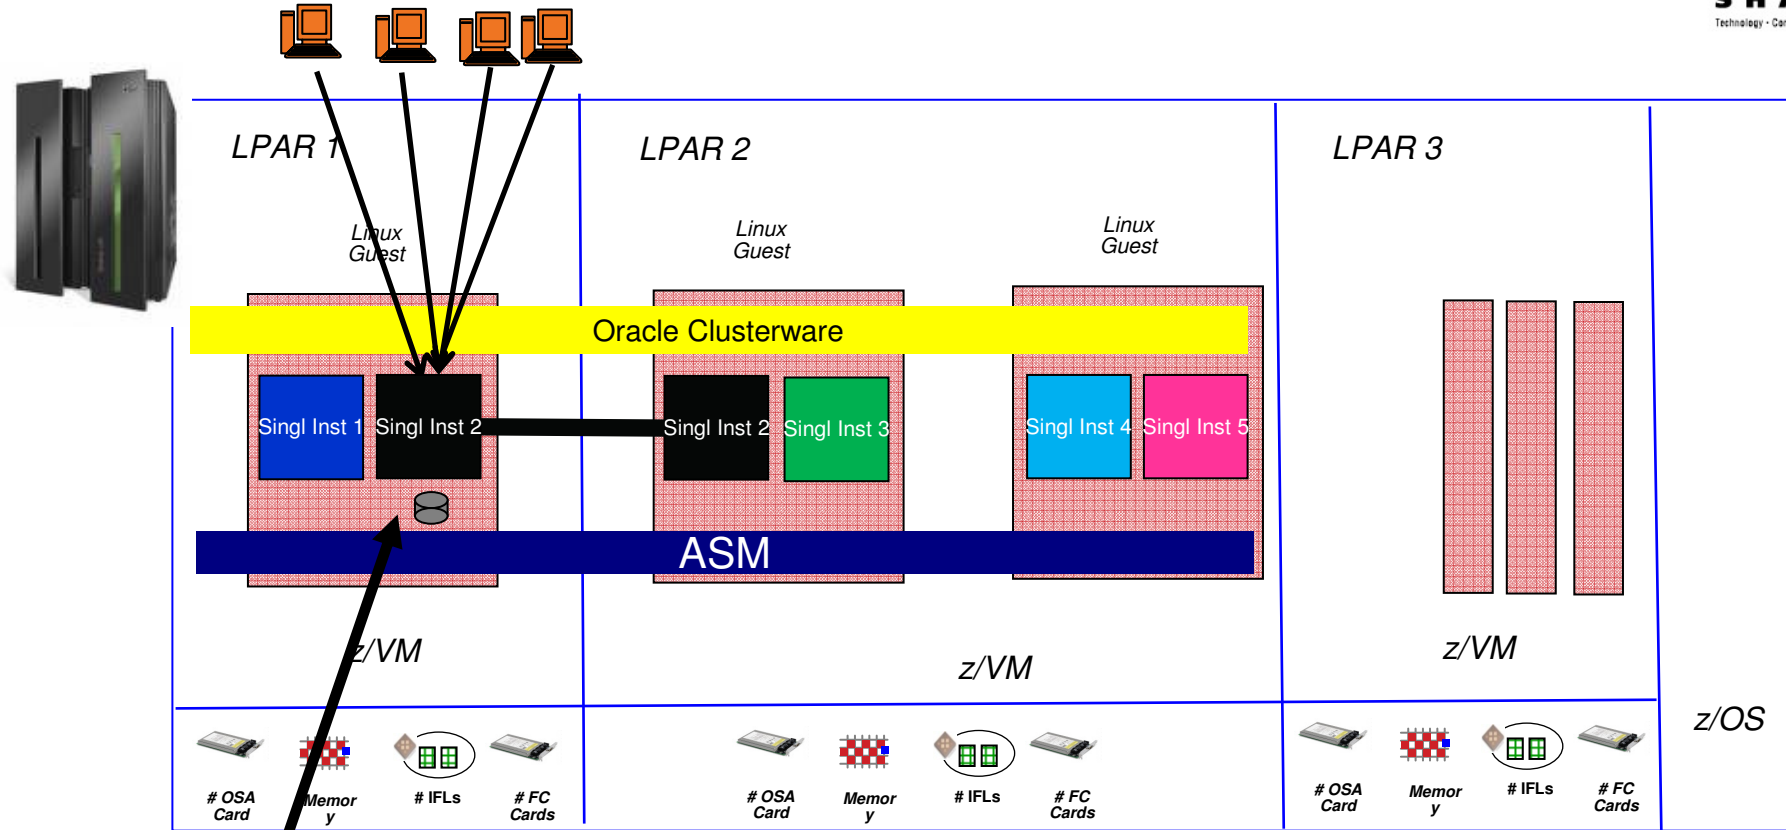 Technology · Con
LPAR 1
LPAR 2
LPAR 3
Linux
Guest
Linux
Guest
Linux
Guest
Oracle Clusterware
Singl Inst 1
Singl Inst 2
Singl Inst 2
Singl Inst 3
Singl Inst 4
Singl Inst 5
ASM
z/VM
z/VM
z/VM
z/OS
# OSA
Card
Memor
y
# IFLs
# FC
Cards
# OSA
Card
Memor
y
# IFLs
# FC
Cards
# OSA
Card
Memor
y
# IFLs
# FC
Cards